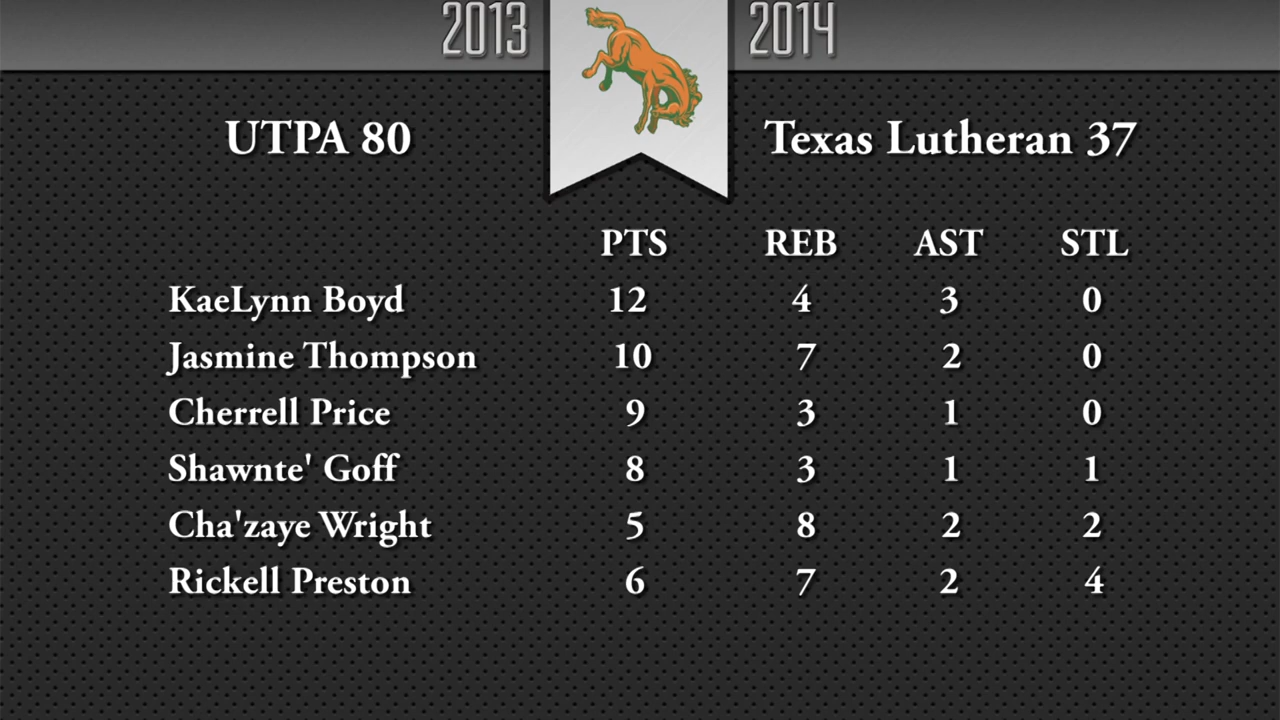 2013 2014
UTPA 80 Texas Lutheran 37
PTS REB AST STL
KaeLynn Boyd 12 4 3 0
Jasmine Thompson 10 7 2 0
Cherrell Price 9 3 1 0
Shawnte' Goff 8 3 1 1
Cha'zaye Wright 5 8 2 2
Rickell Preston 6 7 2 4